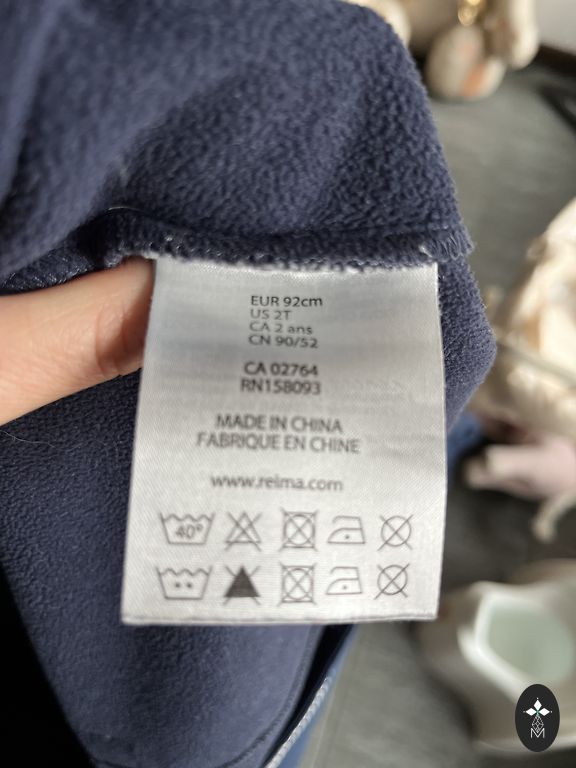 EUR 92cm
US 2T
CA 2 ans
CN 90/52
CA 02764
RN158093
MADE IN CHINA
FABRIQUE EN CHINE
www.reima.com
40°
M